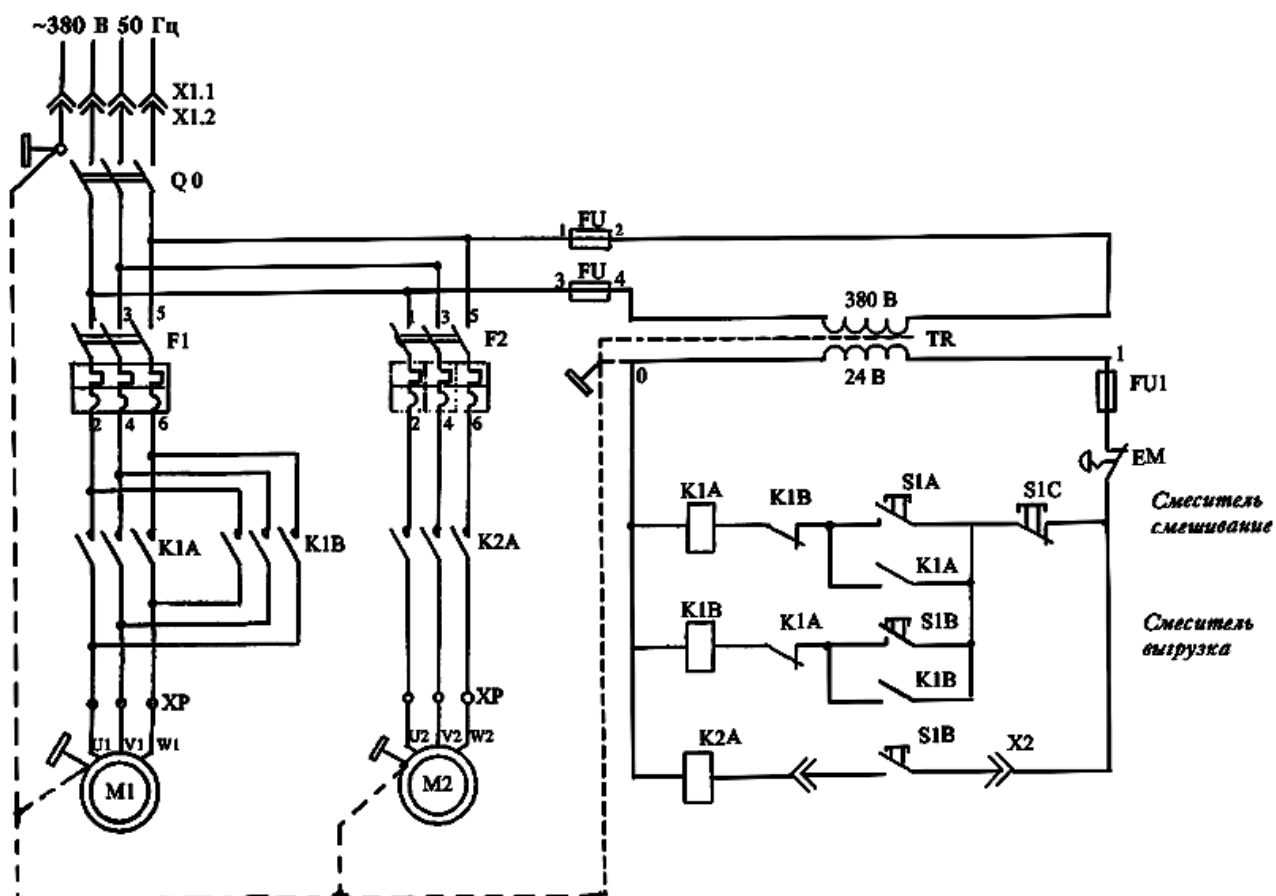 ~380 В 50 Гц
X1.1
X1.2
Q0
1 FU 2
3 FU 4
380 В
TR
24 В
0
1
FU1
EM
1 3 5
F1
2 4 6
1 3 5
F2
2 4 6
K1A
K1B
K2A
XP
U1 V1 W1
M1
XP
U2 V2 W2
M2
K1A
K1B
S1A
S1C
K1A
Смеситель
смешивание
K1B
K1A
S1B
K1B
Смеситель
выгрузка
K2A
S1B
X2